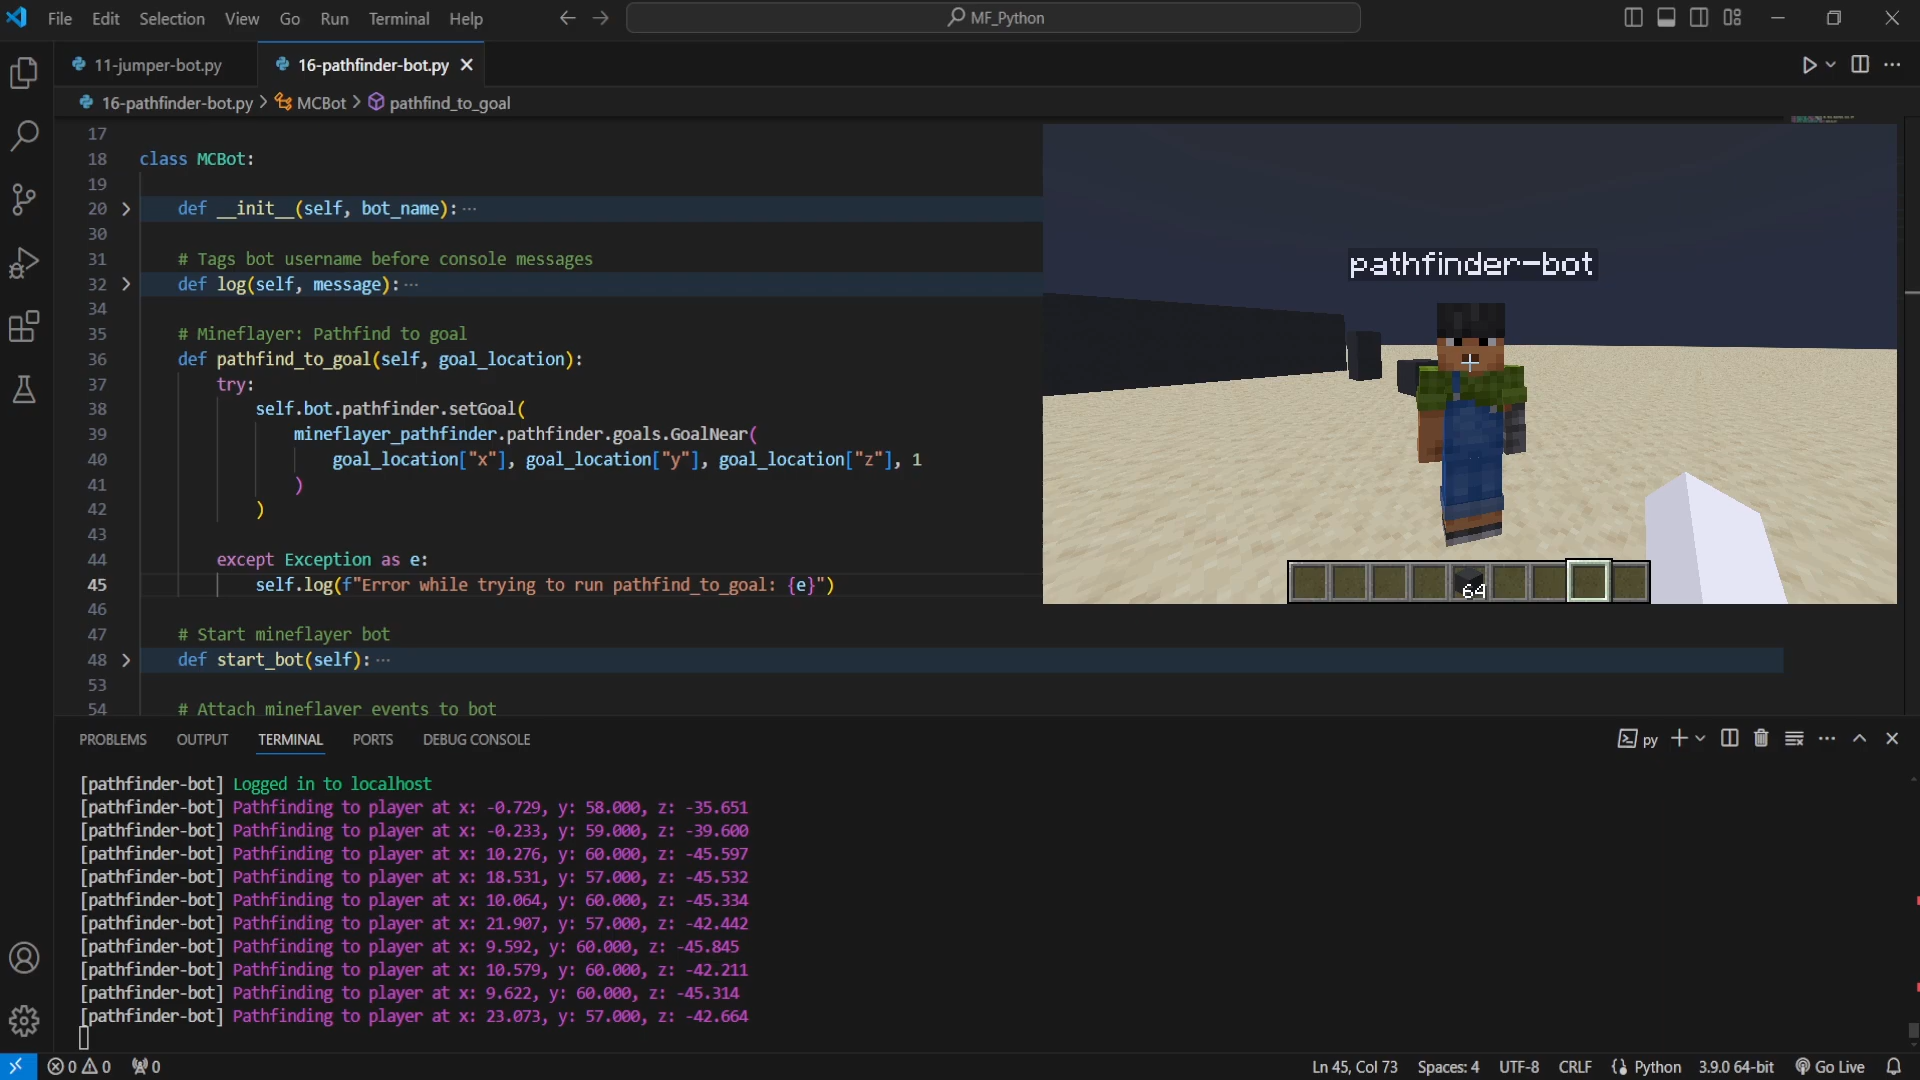 File Edit Selection View Go Run Terminal Help
MF_Python
11-jumper-bot.py
16-pathfinder-bot.py
16-pathfinder-bot.py > MCBot > pathfind_to_goal
17
18 class MCBot:
19
20 def __init__(self, bot_name): ...
30
31 # Tags bot username before console messages
32 def log(self, message): ...
34
35 # Mineflayer: Pathfind to goal
36 def pathfind_to_goal(self, goal_location):
37 try:
38 self.bot.pathfinder.setGoal(
39 mineflayer_pathfinder.pathfinder.goals.GoalNear(
40 goal_location["x"], goal_location["y"], goal_location["z"], 1
41 )
42 )
43
44 except Exception as e:
45 self.log(f"Error while trying to run pathfind_to_goal: {e}")
46
47 # Start mineflayer bot
48 def start_bot(self): ...
53
54 # Attach mineflayer events to bot
pathfinder-bot
64
PROBLEMS OUTPUT TERMINAL PORTS DEBUG CONSOLE
py
[pathfinder-bot] Logged in to localhost
[pathfinder-bot] Pathfinding to player at x: -0.729, y: 58.000, z: -35.651
[pathfinder-bot] Pathfinding to player at x: -0.233, y: 59.000, z: -39.600
[pathfinder-bot] Pathfinding to player at x: 10.276, y: 60.000, z: -45.597
[pathfinder-bot] Pathfinding to player at x: 18.531, y: 57.000, z: -45.532
[pathfinder-bot] Pathfinding to player at x: 10.064, y: 60.000, z: -45.334
[pathfinder-bot] Pathfinding to player at x: 21.907, y: 57.000, z: -42.442
[pathfinder-bot] Pathfinding to player at x: 9.592, y: 60.000, z: -45.845
[pathfinder-bot] Pathfinding to player at x: 10.579, y: 60.000, z: -42.211
[pathfinder-bot] Pathfinding to player at x: 9.622, y: 60.000, z: -45.314
[pathfinder-bot] Pathfinding to player at x: 23.073, y: 57.000, z: -42.664
0 0 0 Ln 45, Col 73 Spaces: 4 UTF-8 CRLF Python 3.9.0 64-bit Go Live